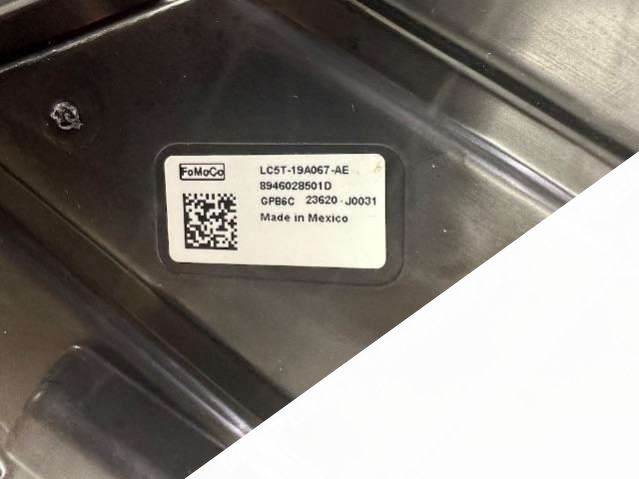 FoMoCo
LC5T-19A067-AE
8946028501D
GPB6C 23620-J0031
Made in Mexico